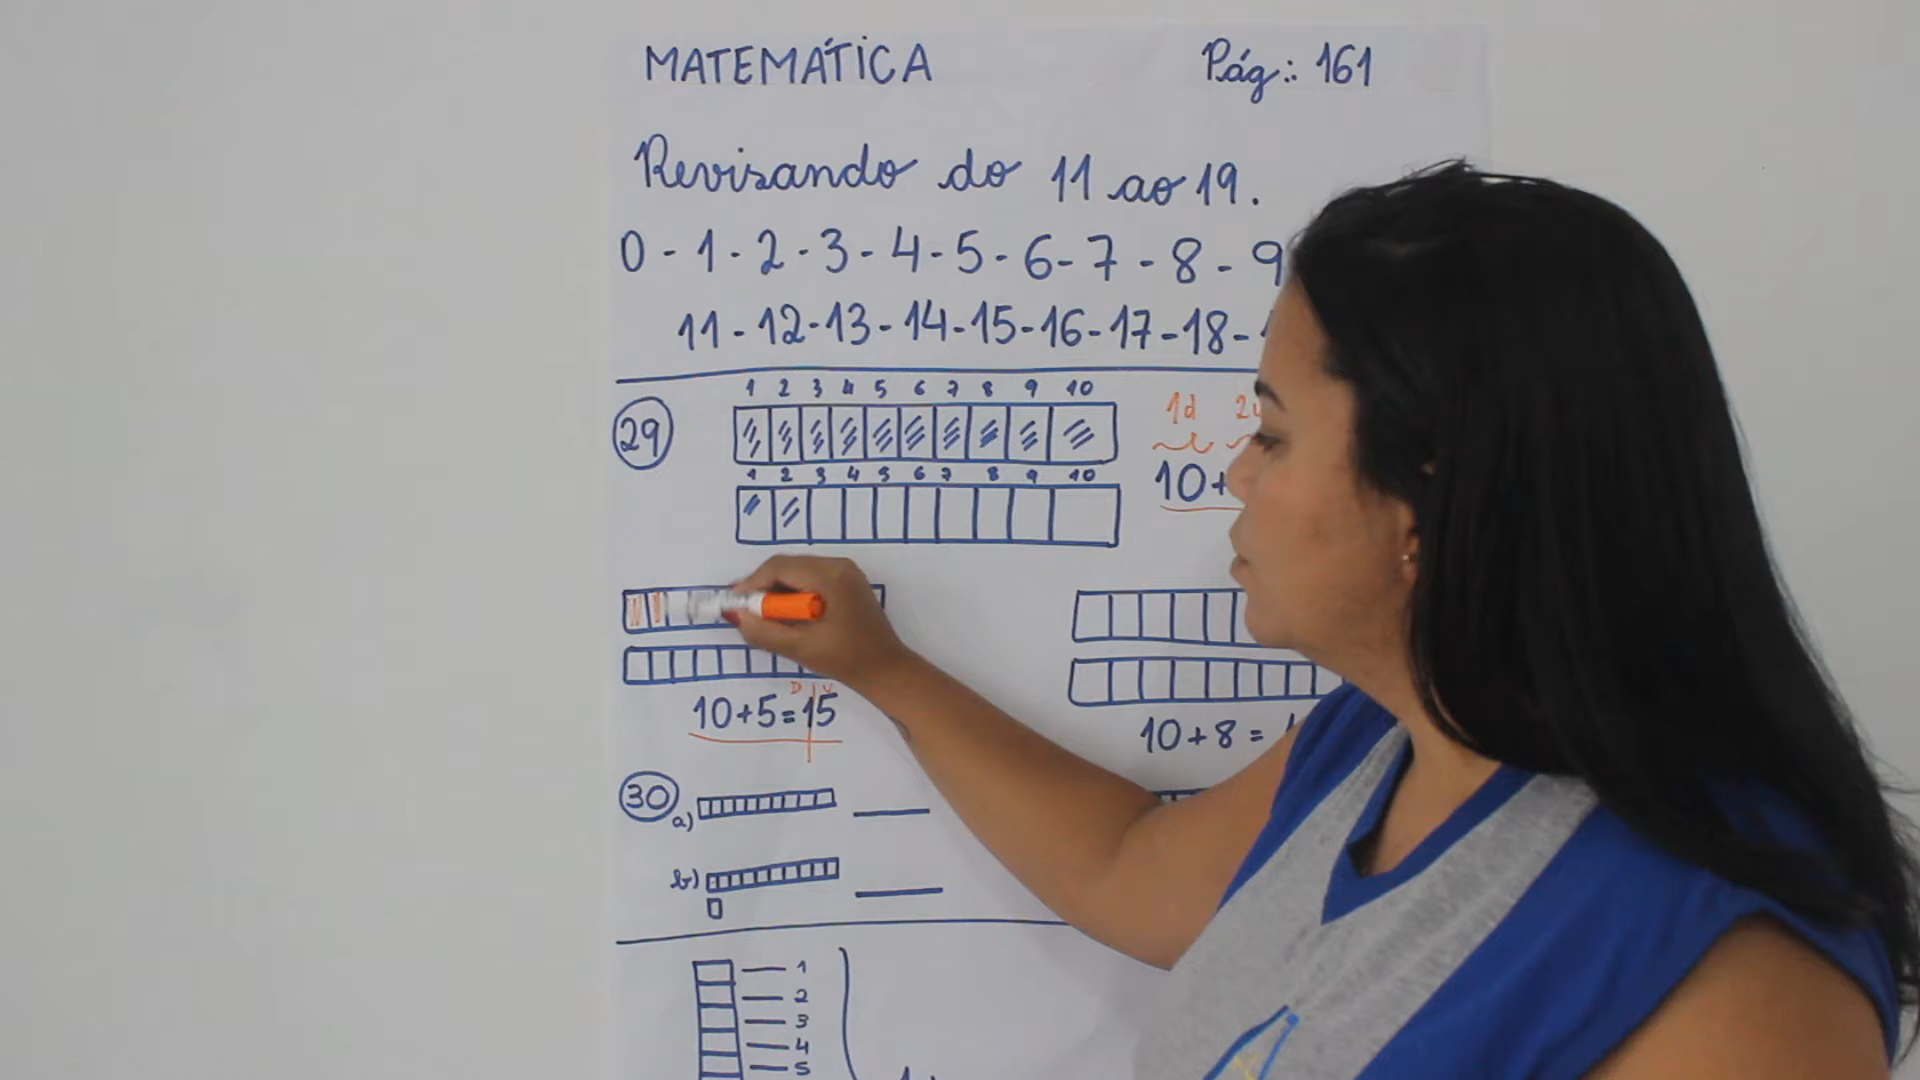 MATEMÁTICA Pág.: 161
Revisando do 11 ao 19.
0 - 1 - 2 - 3 - 4 - 5 - 6 - 7 - 8 - 9
11 - 12 - 13 - 14 - 15 - 16 - 17 - 18 -
1 2 3 4 5 6 7 8 9 10
29
1d
1 2 3 4 5 6 7 8 9 10
10+
D U
10+5=15
10+8=
30
a)
b)
1
2
3
4
5